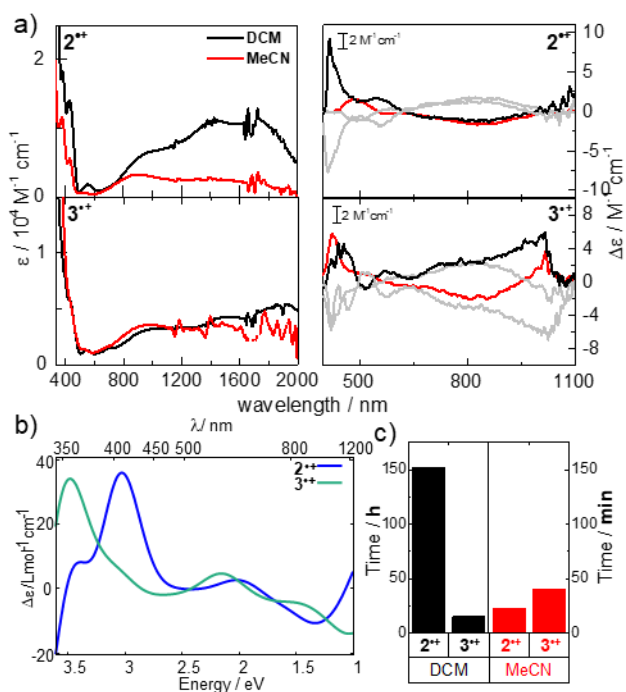 a)
2•+
DCM
MeCN
2
1
0
ε / 10⁴ M⁻¹ cm⁻¹
3•+
1
0
400 800 1200 1600 2000
2 M⁻¹cm⁻¹
2•+
10
5
0
-5
-10
Δε / M⁻¹ cm⁻¹
2 M⁻¹cm⁻¹
3•+
4
0
-4
-8
400 500 800 1100
wavelength / nm
b)
λ/ nm
350 400 450 500 800 1200
2•+
3•+
40
20
0
-20
Δε/Lmol⁻¹cm⁻¹
3.5 3 2.5 2 1.5 1
Energy / eV
c)
150
100
50
0
Time / h
150
100
50
0
Time / min
2•+ 3•+ 2•+ 3•+
DCM MeCN